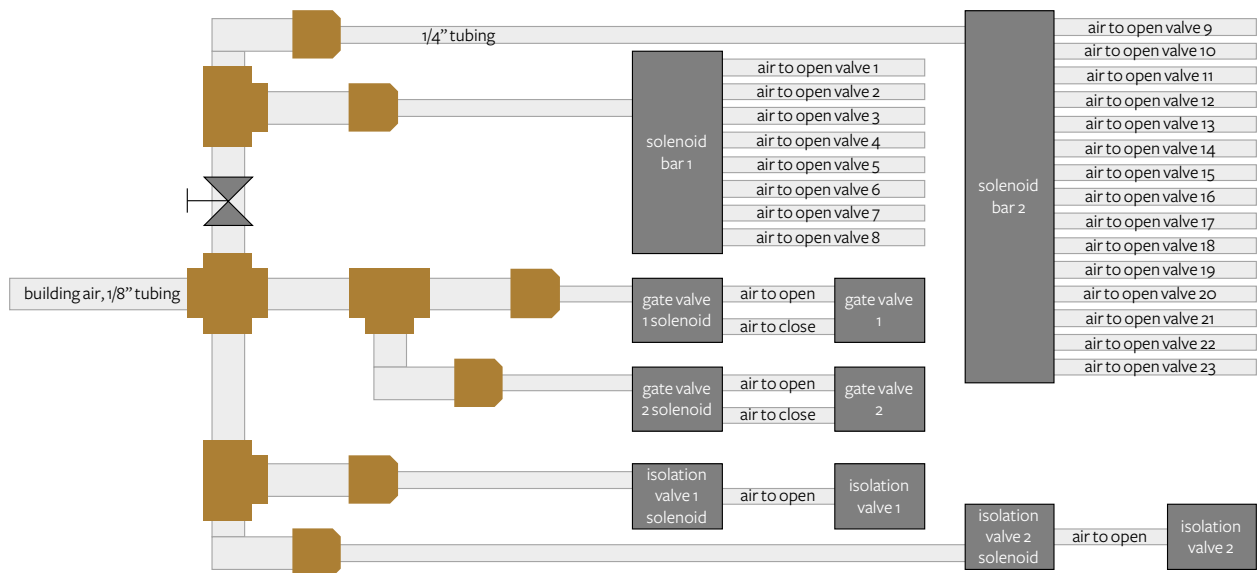 1/4” tubing
air to open valve 9
air to open valve 10
air to open valve 11
air to open valve 12
air to open valve 13
air to open valve 14
air to open valve 15
air to open valve 16
air to open valve 17
air to open valve 18
air to open valve 19
air to open valve 20
air to open valve 21
air to open valve 22
air to open valve 23
solenoid
bar 2
air to open valve 1
air to open valve 2
air to open valve 3
air to open valve 4
air to open valve 5
air to open valve 6
air to open valve 7
air to open valve 8
solenoid
bar 1
building air, 1/8” tubing
gate valve
1 solenoid
air to open
air to close
gate valve
1
gate valve
2 solenoid
air to open
air to close
gate valve
2
isolation
valve 1
solenoid
air to open
isolation
valve 1
isolation
valve 2
solenoid
air to open
isolation
valve 2